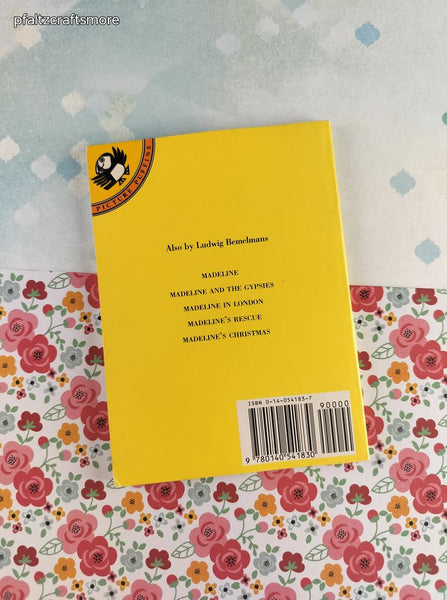 pfaltzcraftsmore
PICTURE PUFFINS
Also by Ludwig Bemelmans
MADELINE
MADELINE AND THE GYPSIES
MADELINE IN LONDON
MADELINE'S RESCUE
MADELINE'S CHRISTMAS
ISBN 0-14-054183-7
90000
9 780140 541830